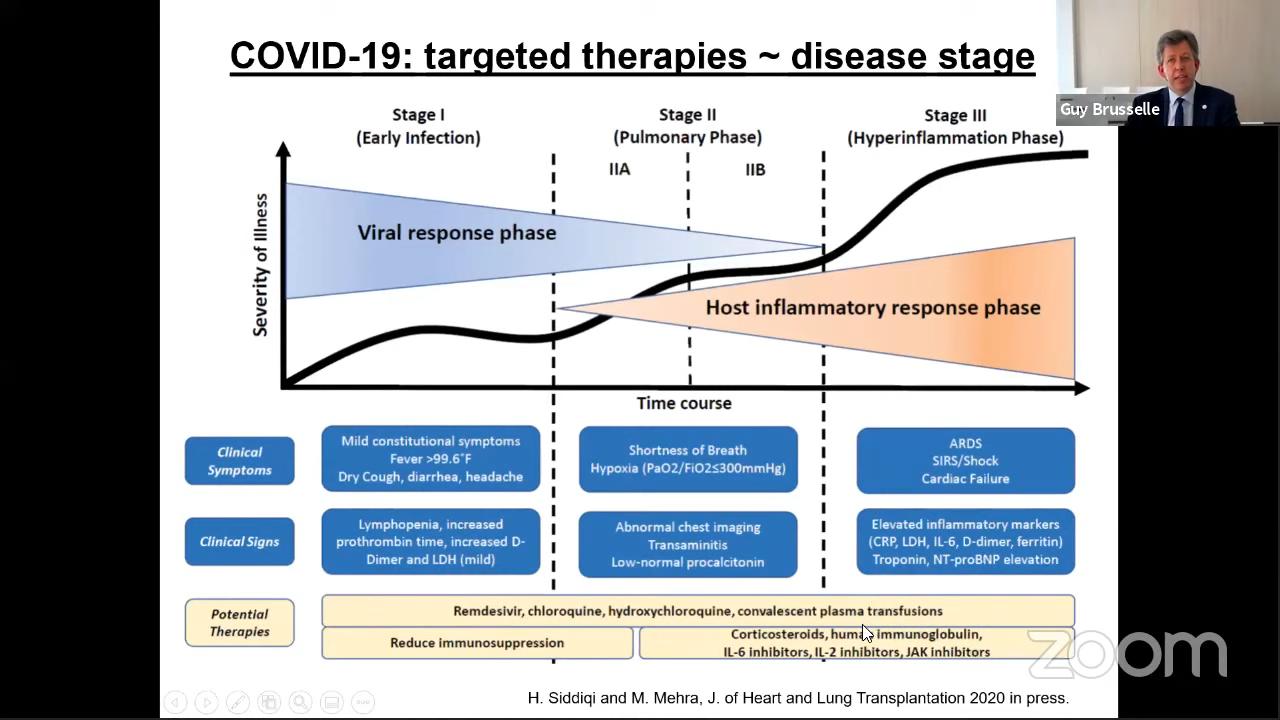 COVID-19: targeted therapies ~ disease stage
Guy Brusselle
Stage I
(Early Infection)
Stage II
(Pulmonary Phase)
Stage III
(Hyperinflammation Phase)
IIA
IIB
Severity of Illness
Viral response phase
Host inflammatory response phase
Time course
Clinical
Symptoms
Mild constitutional symptoms
Fever >99.6°F
Dry Cough, diarrhea, headache
Shortness of Breath
Hypoxia (PaO2/FiO2≤300mmHg)
ARDS
SIRS/Shock
Cardiac Failure
Clinical Signs
Lymphopenia, increased
prothrombin time, increased D-
Dimer and LDH (mild)
Abnormal chest imaging
Transaminitis
Low-normal procalcitonin
Elevated inflammatory markers
(CRP, LDH, IL-6, D-dimer, ferritin)
Troponin, NT-proBNP elevation
Potential
Therapies
Remdesivir, chloroquine, hydroxychloroquine, convalescent plasma transfusions
Reduce immunosuppression
Corticosteroids, human immunoglobulin,
IL-6 inhibitors, IL-2 inhibitors, JAK inhibitors
zoom
H. Siddiqi and M. Mehra, J. of Heart and Lung Transplantation 2020 in press.